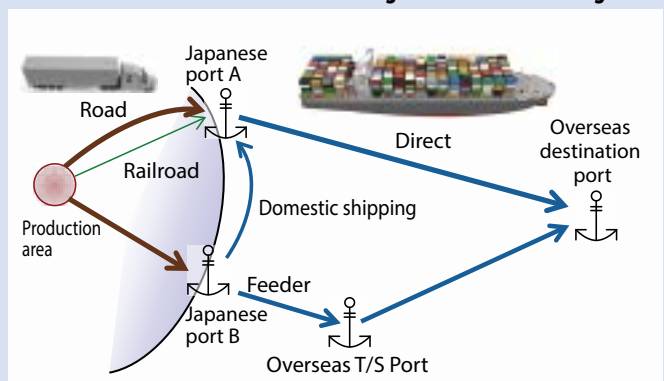 Japanese
port A
Road
Direct
Overseas
destination
port
Railroad
Domestic shipping
Production
area
Feeder
Japanese
port B
Overseas T/S Port